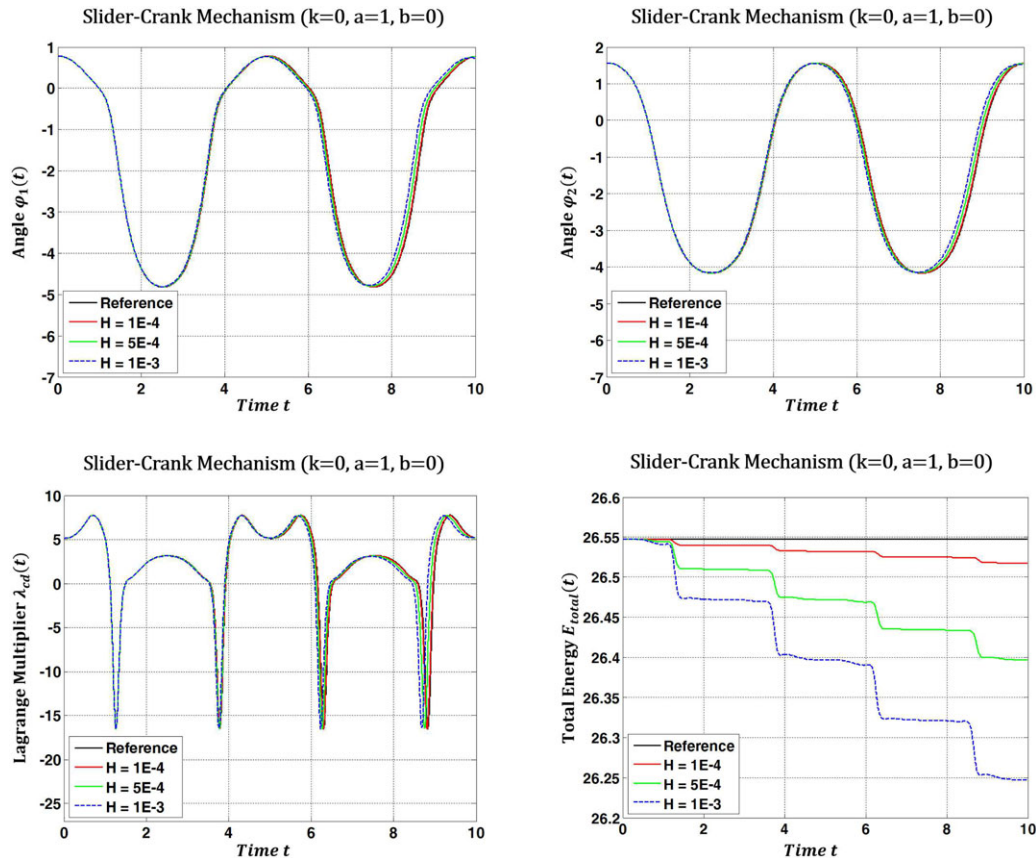 Slider-Crank Mechanism (k=0, a=1, b=0)
1
0
-1
-2
-3
-4
-5
-6
-7
Angle φ1(t)
Reference
H = 1E-4
H = 5E-4
H = 1E-3
0 2 4 6 8 10
Time t
Slider-Crank Mechanism (k=0, a=1, b=0)
2
1
0
-1
-2
-3
-4
-5
-6
-7
Angle φ2(t)
Reference
H = 1E-4
H = 5E-4
H = 1E-3
0 2 4 6 8 10
Time t
Slider-Crank Mechanism (k=0, a=1, b=0)
10
5
0
-5
-10
-15
-20
-25
Lagrange Multiplier λcd(t)
Reference
H = 1E-4
H = 5E-4
H = 1E-3
0 2 4 6 8 10
Time t
Slider-Crank Mechanism (k=0, a=1, b=0)
26.6
26.55
26.5
26.45
26.4
26.35
26.3
26.25
26.2
Total Energy Etotal(t)
Reference
H = 1E-4
H = 5E-4
H = 1E-3
0 2 4 6 8 10
Time t